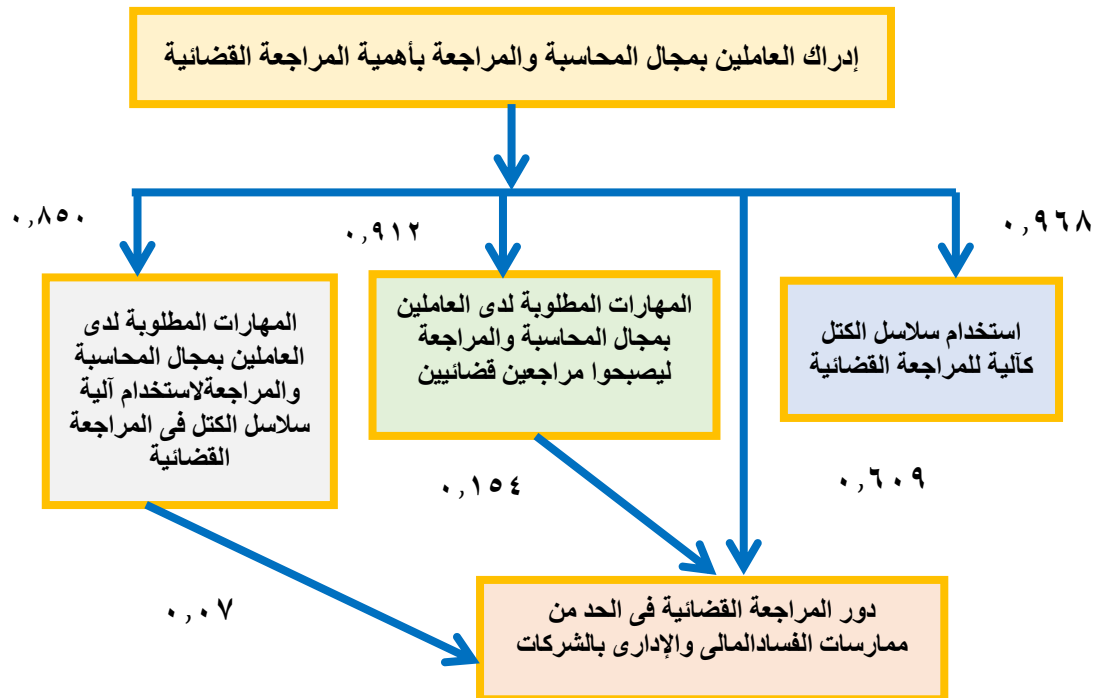 إدراك العاملين بمجال المحاسبة والمراجعة بأهمية المراجعة القضائية
٠,٩٦٨
٠,٩١٢
٠,٨٥٠
استخدام سلاسل الكتل
كآلية للمراجعة القضائية
المهارات المطلوبة لدى العاملين
بمجال المحاسبة والمراجعة
ليصبحوا مراجعين قضائيين
المهارات المطلوبة لدى
العاملين بمجال المحاسبة
والمراجعةلاستخدام آلية
سلاسل الكتل فى المراجعة
القضائية
٠,٦٠٩
٠,١٥٤
٠,٠٧
دور المراجعة القضائية فى الحد من
ممارسات الفسادالمالى والإدارى بالشركات